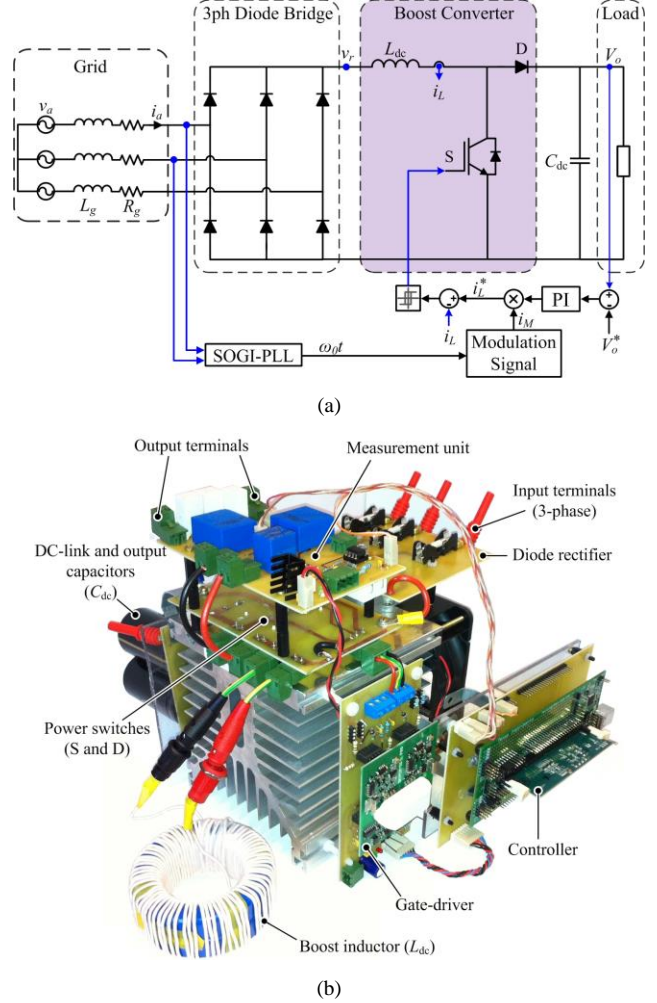 3ph Diode Bridge
Boost Converter
Load
Grid
v_r
L_dc
D
V_o
i_L
v_a
i_a
S
C_dc
L_g
R_g
i_L^*
PI
+
-
i_M
+
-
i_L
V_o^*
SOGI-PLL
ω_0t
Modulation
Signal
(a)
Output terminals
Measurement unit
Input terminals
(3-phase)
DC-link and output
capacitors
(C_dc)
Diode rectifier
Power switches
(S and D)
Controller
Gate-driver
Boost inductor (L_dc)
(b)